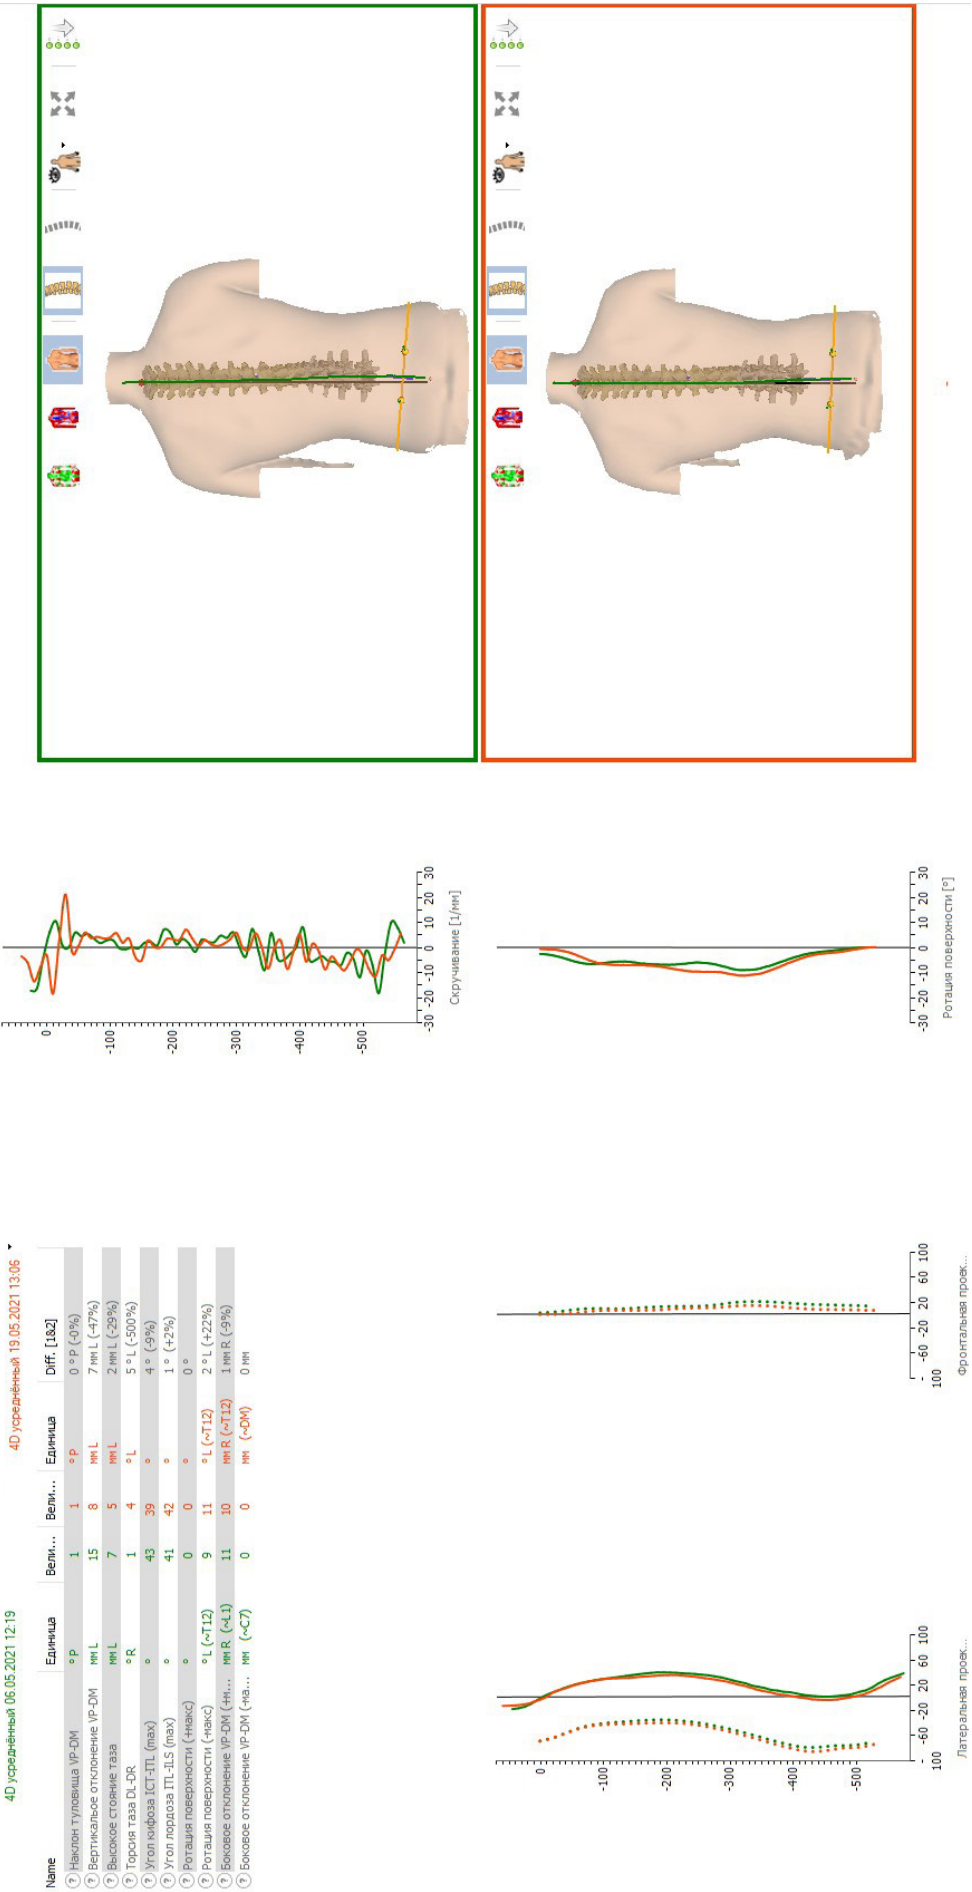 4D усреднённый 06.05.2021 12:19
4D усреднённый 19.05.2021 13:06
Name Единица Вели... Вели... Единица Diff. [1&2]
? Наклон туловища VP-DM ° P 1 1 ° P 0 ° P (-0%)
? Вертикальое отклонение VP-DM мм L 15 8 мм L 7 мм L (-47%)
? Высокое стояние таза мм L 7 5 мм L 2 мм L (-29%)
? Торсия таза DL-DR ° R 1 4 ° L 5 ° L (-500%)
? Угол кифоза ICT-ITL (max) ° 43 39 ° 4 ° (-9%)
? Угол лордоза ITL-ILS (max) ° 41 42 ° 1 ° (+2%)
? Ротация поверхности (+макс) ° 0 0 ° 0 °
? Ротация поверхности (-макс) ° L (~T12) 9 11 ° L (~T12) 2 ° L (+22%)
? Боковое отклонение VP-DM (+м... мм R (~L1) 11 10 мм R (~T12) 1 мм R (-9%)
? Боковое отклонение VP-DM (-ма... мм (~C7) 0 0 мм (~DM) 0 мм
0
-100
-200
-300
-400
-500
-30 -20 -10 0 10 20 30
Скручивание [1/мм]
0
-100
-200
-300
-400
-500
100 -60 -20 20 60 100
Латеральная проек...
100 -60 -20 20 60 100
Фронтальная проек...
-30 -20 -10 0 10 20 30
Ротация поверхности [°]